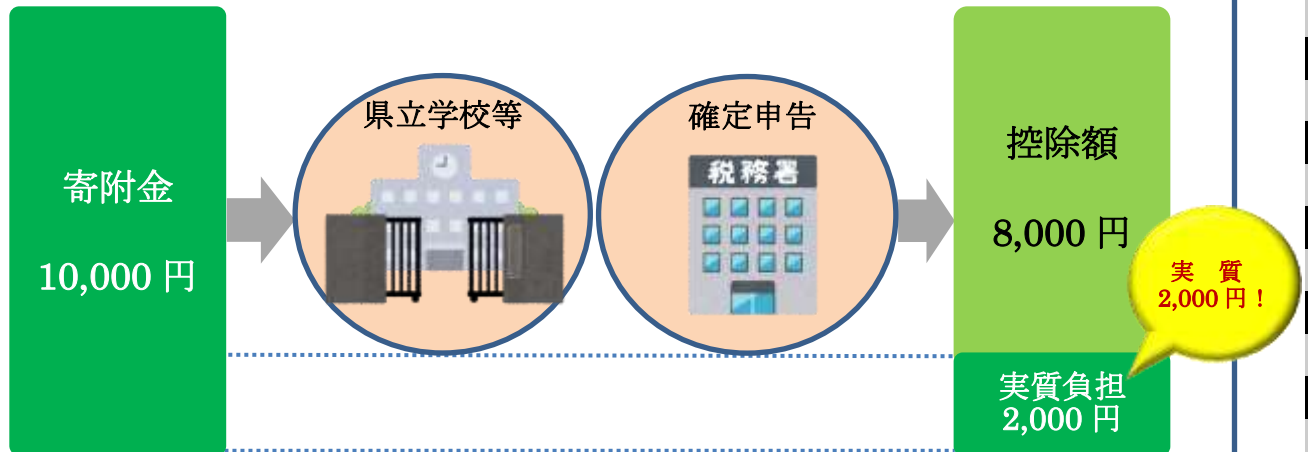 寄附金
10,000 円
県立学校等
確定申告
税務署
控除額
8,000 円
実 質
2,000 円！
実質負担
2,000 円